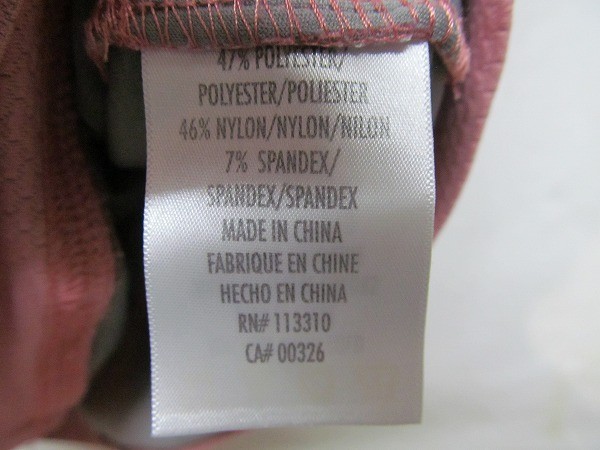 47% POLYESTER/
POLYESTER/POLIESTER
46% NYLON/NYLON/NILON
7% SPANDEX/
SPANDEX/SPANDEX
MADE IN CHINA
FABRIQUE EN CHINE
HECHO EN CHINA
RN# 113310
CA# 00326